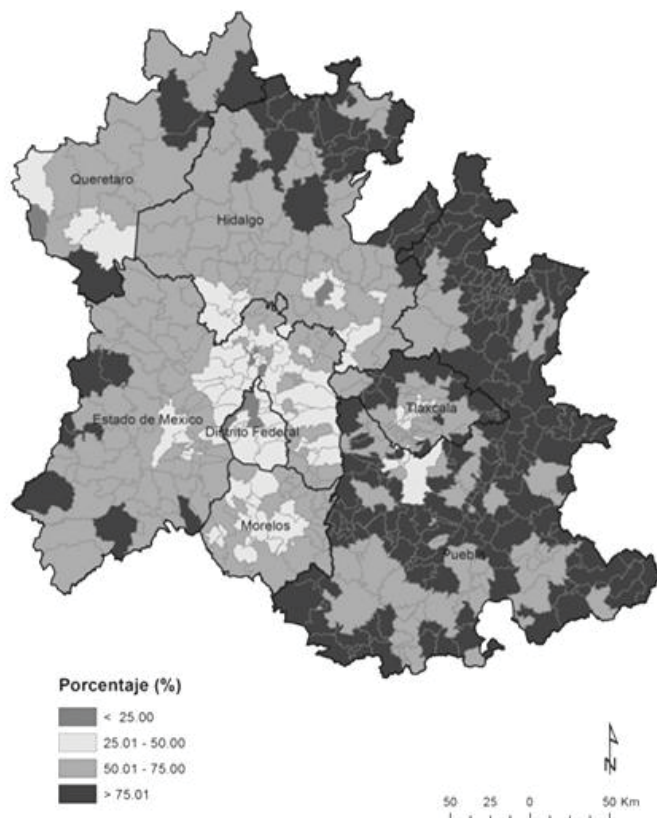 Queretaro
Hidalgo
Tlaxcala
Estado de Mexico
Distrito Federal
Morelos
Puebla
Porcentaje (%)
< 25.00
25.01 - 50.00
50.01 - 75.00
> 75.01
N
50 25 0 50 Km